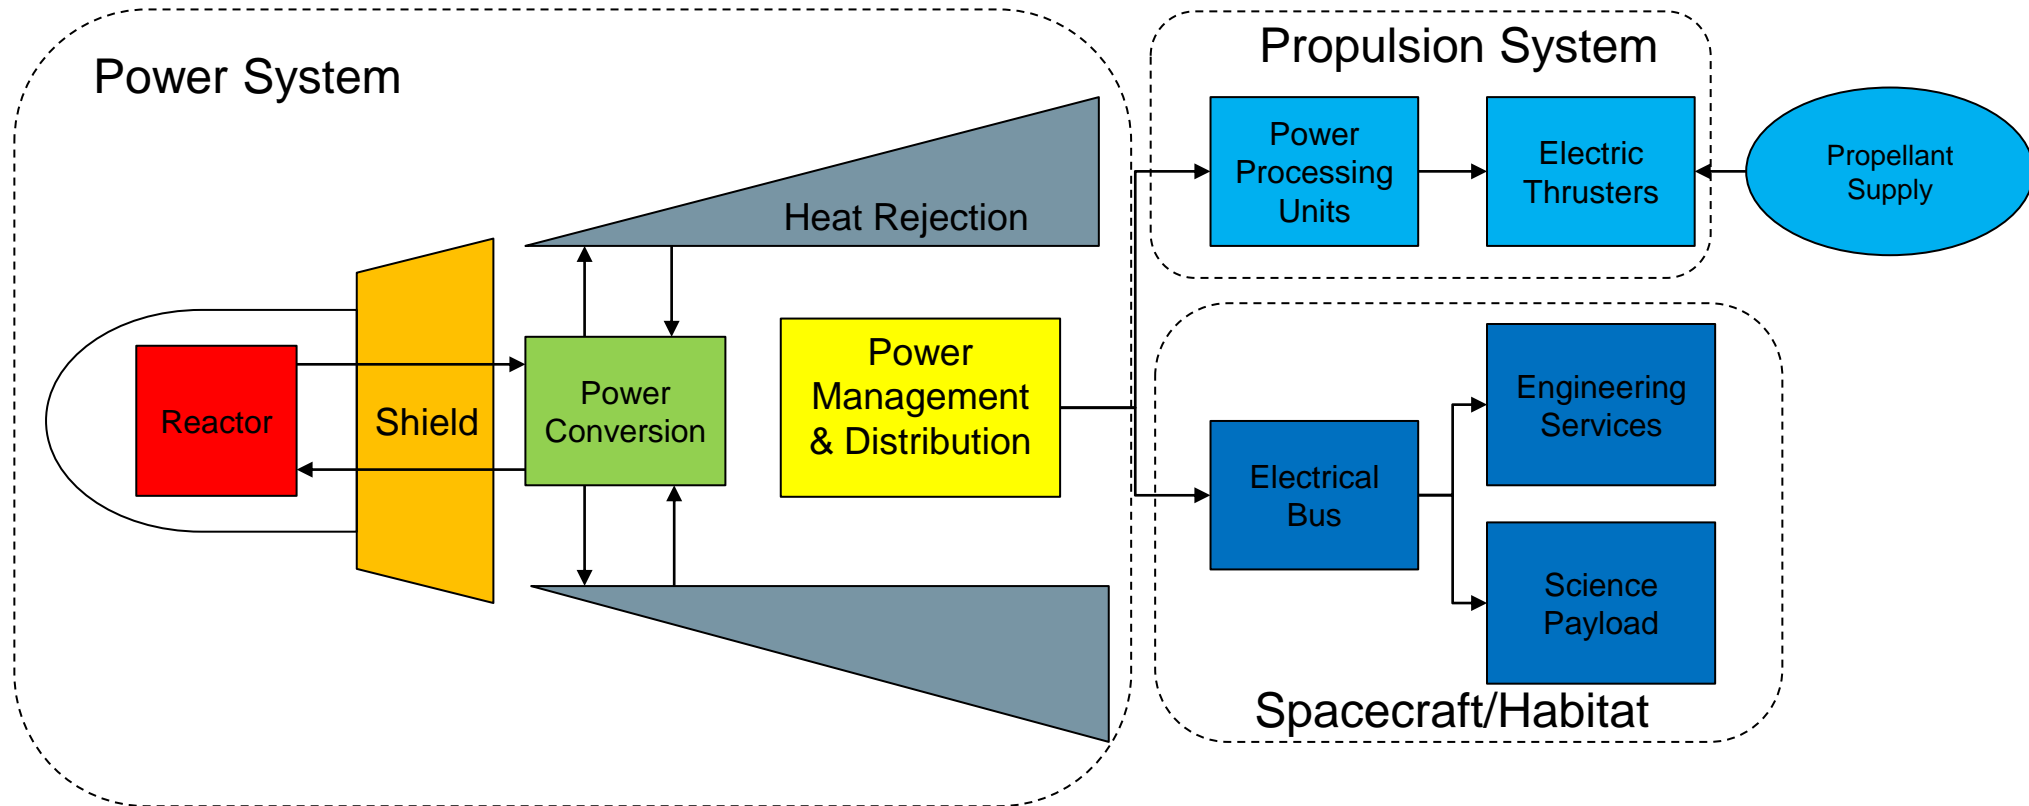 Power System
Propulsion System
Heat Rejection
Power
Processing
Units
Electric
Thrusters
Propellant
Supply
Reactor
Shield
Power
Conversion
Power
Management
& Distribution
Electrical
Bus
Engineering
Services
Science
Payload
Spacecraft/Habitat